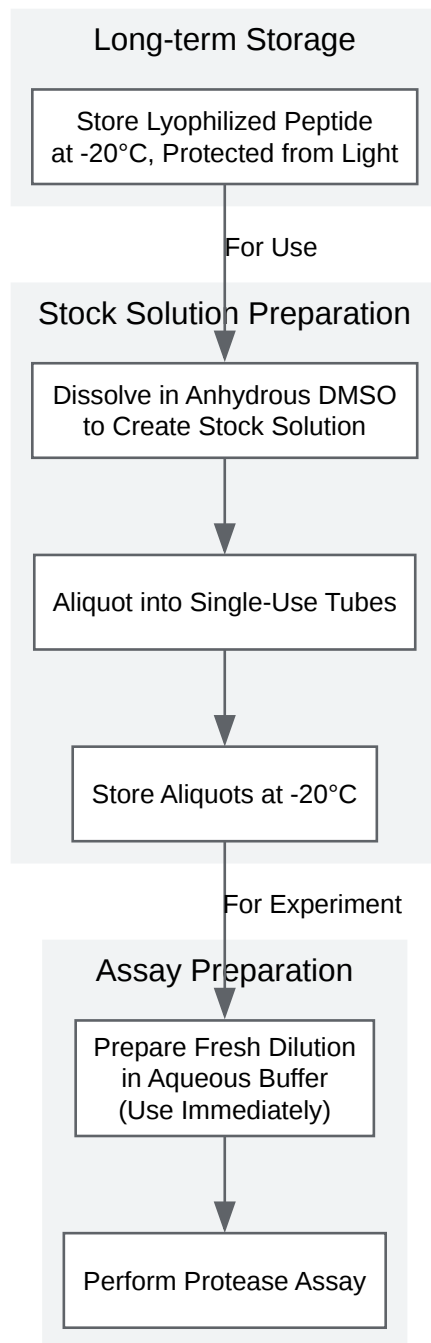 Long-term Storage
Store Lyophilized Peptide
at -20°C, Protected from Light
For Use
Stock Solution Preparation
Dissolve in Anhydrous DMSO
to Create Stock Solution
Aliquot into Single-Use Tubes
Store Aliquots at -20°C
For Experiment
Assay Preparation
Prepare Fresh Dilution
in Aqueous Buffer
(Use Immediately)
Perform Protease Assay